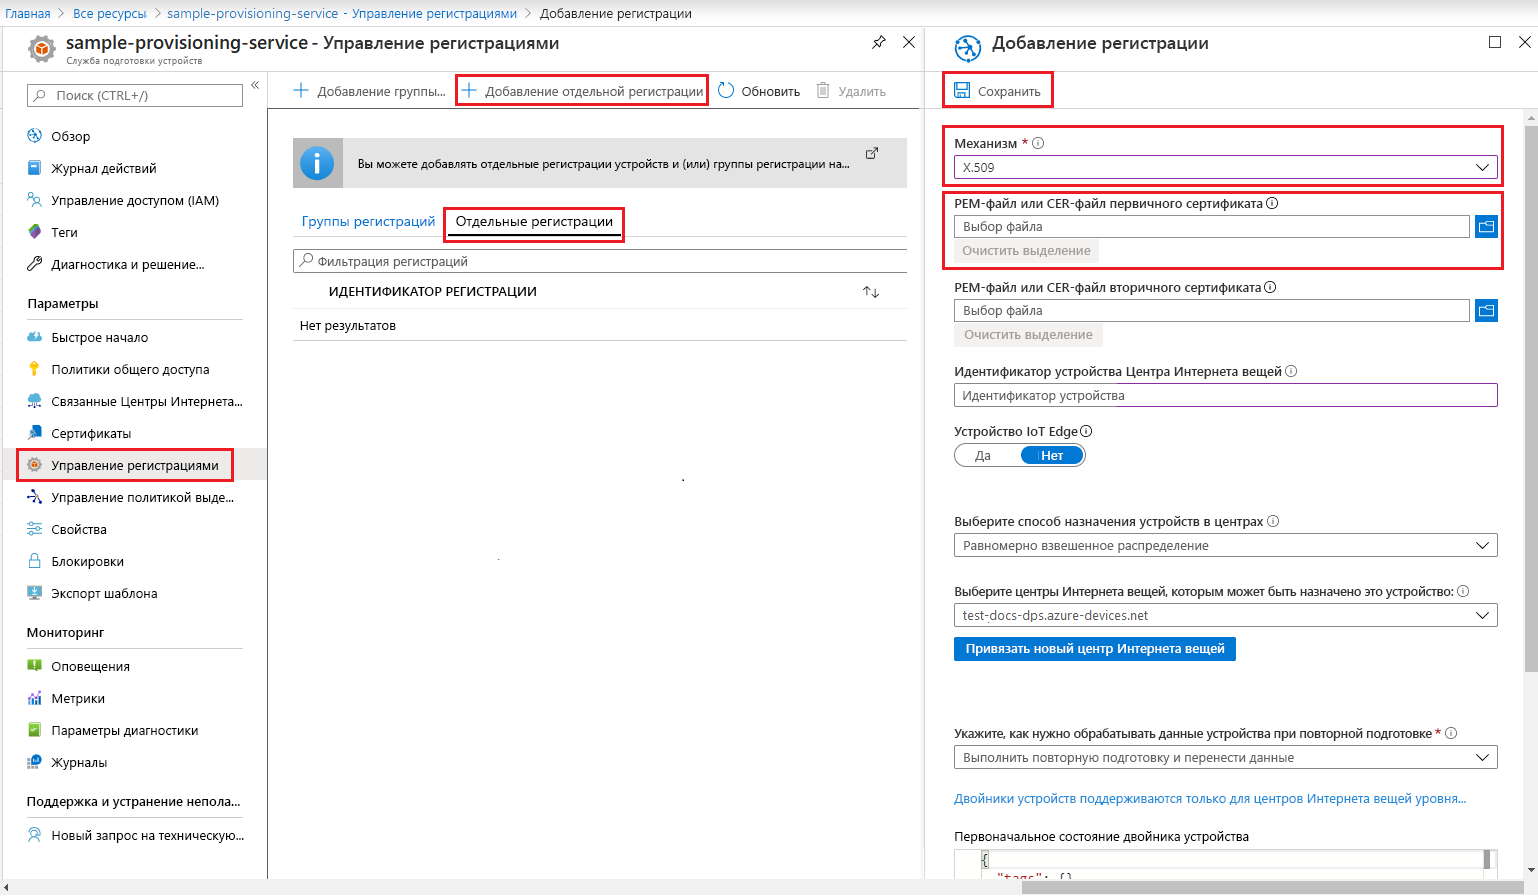 Главная > Все ресурсы > sample-provisioning-service - Управление регистрациями > Добавление регистрации
sample-provisioning-service - Управление регистрациями
Служба подготовки устройств
Поиск (CTRL+/)
«
Обзор
Журнал действий
Управление доступом (IAM)
Теги
Диагностика и решение...
Параметры
Быстрое начало
Политики общего доступа
Связанные Центры Интернета...
Сертификаты
Управление регистрациями
Управление политикой выде...
Свойства
Блокировки
Экспорт шаблона
Мониторинг
Оповещения
Метрики
Параметры диагностики
Журналы
Поддержка и устранение непола...
Новый запрос на техническую...
Добавление группы...
Добавление отдельной регистрации
Обновить
Удалить
Вы можете добавлять отдельные регистрации устройств и (или) группы регистрации на...
Группы регистраций
Отдельные регистрации
Фильтрация регистраций
ИДЕНТИФИКАТОР РЕГИСТРАЦИИ
Нет результатов
Добавление регистрации
Сохранить
Механизм *
X.509
PEM-файл или CER-файл первичного сертификата
Выбор файла
Очистить выделение
PEM-файл или CER-файл вторичного сертификата
Выбор файла
Очистить выделение
Идентификатор устройства Центра Интернета вещей
Идентификатор устройства
Устройство IoT Edge
Да Нет
Выберите способ назначения устройств в центрах
Равномерно взвешенное распределение
Выберите центры Интернета вещей, которым может быть назначено это устройство:
test-docs-dps.azure-devices.net
Привязать новый центр Интернета вещей
Укажите, как нужно обрабатывать данные устройства при повторной подготовке *
Выполнить повторную подготовку и перенести данные
Двойники устройств поддерживаются только для центров Интернета вещей уровня...
Первоначальное состояние двойника устройства
{
"tags": {},